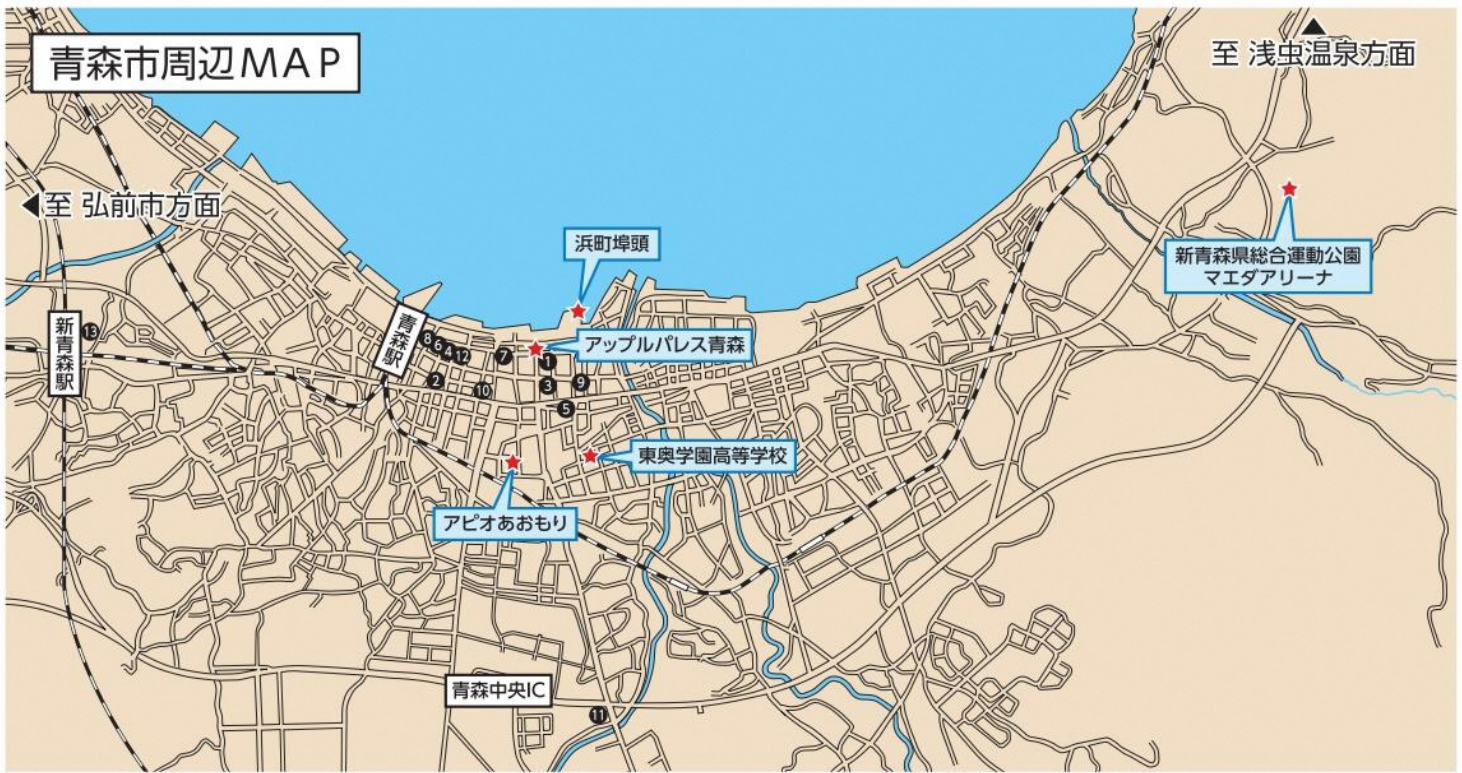 青森市周辺MAP
▲
至 浅虫温泉方面
◀至 弘前市方面
新青森県総合運動公園
マエダアリーナ
浜町埠頭
新青森駅
13
青森駅
8
6
4
12
7
アップルパレス青森
1
2
10
3
9
5
東奥学園高等学校
アピオあおもり
青森中央IC
11